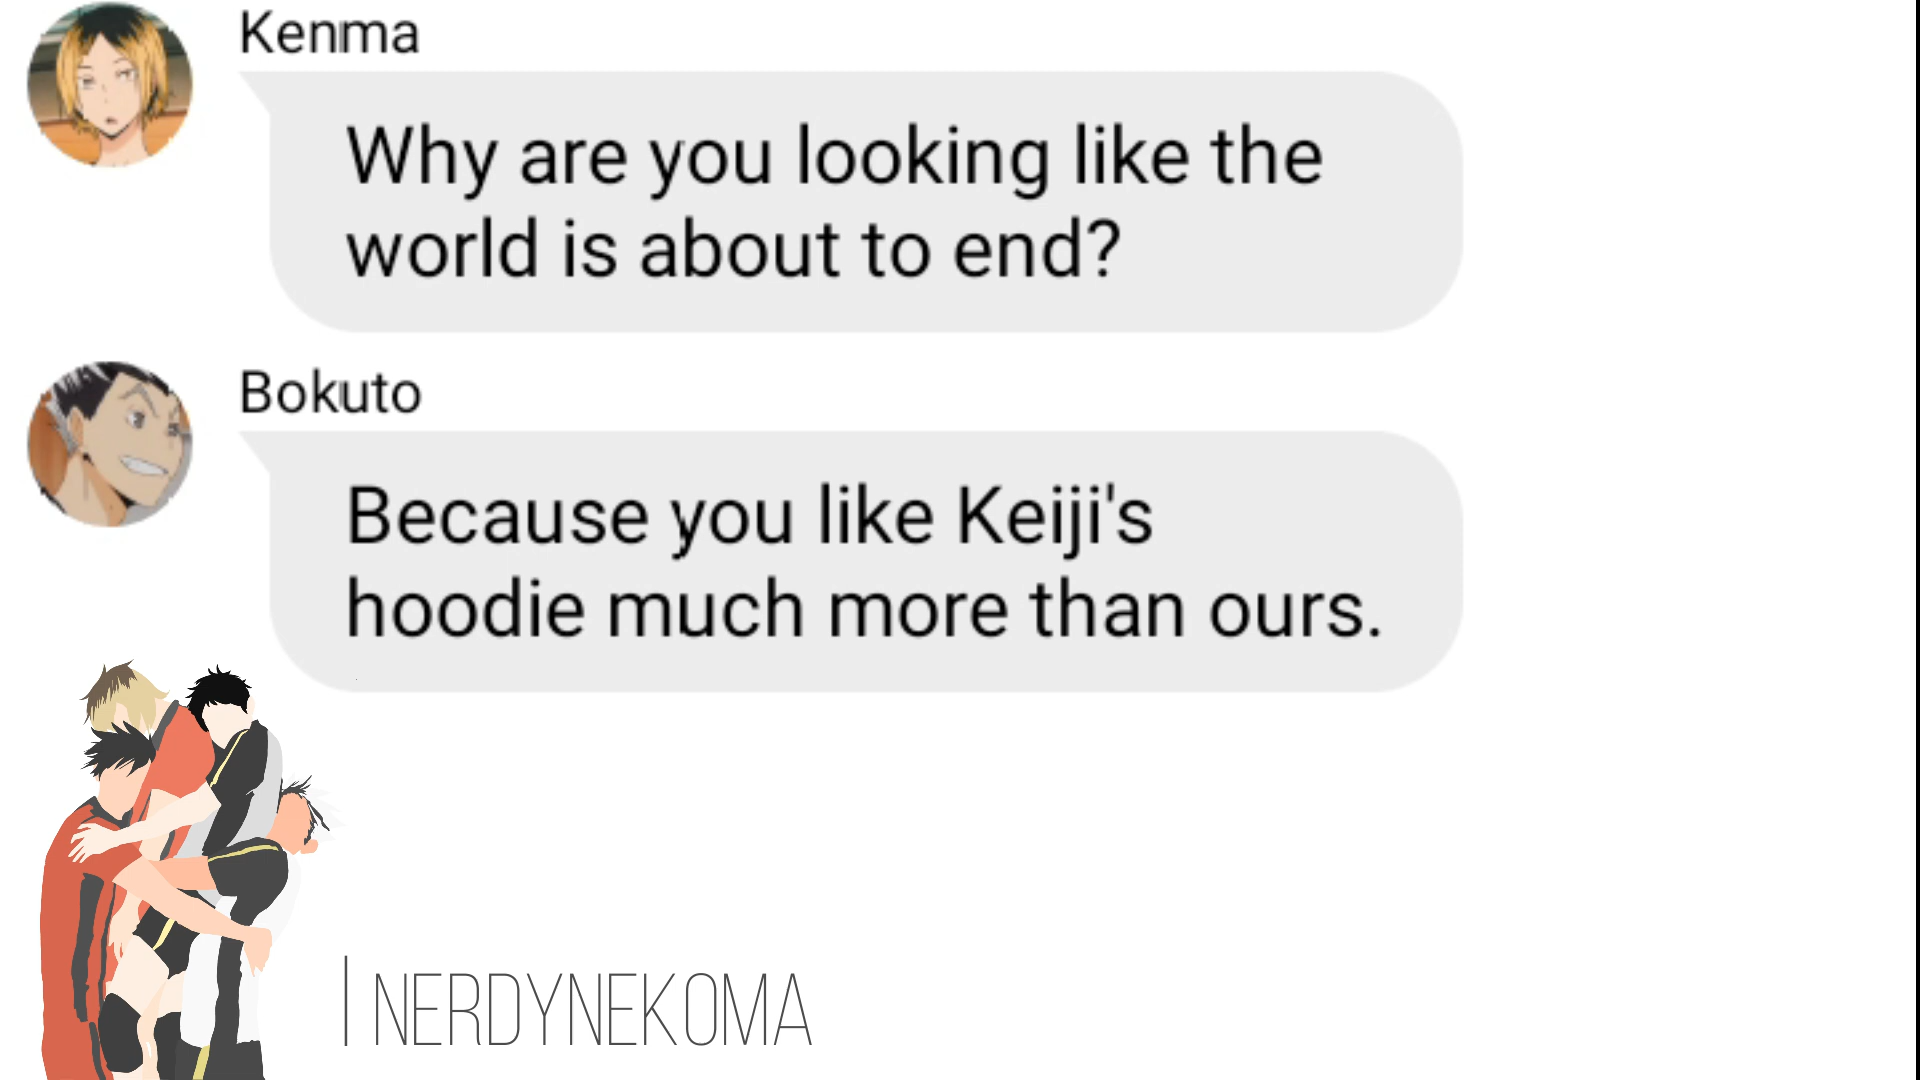 Kenma
Why are you looking like the
world is about to end?
Bokuto
Because you like Keiji's
hoodie much more than ours.
| NERDYNEKOMA